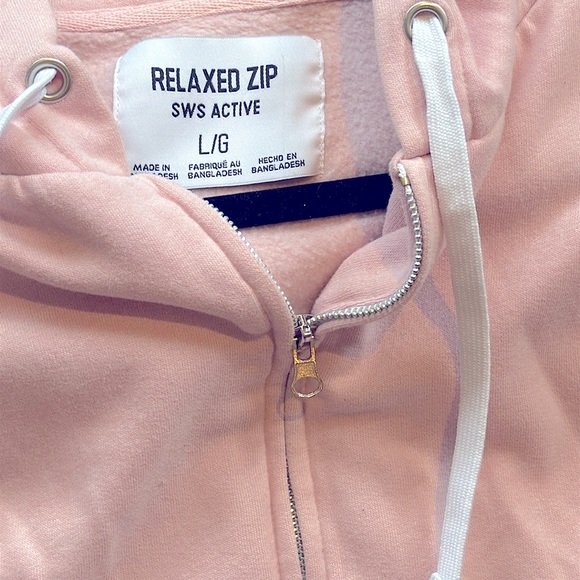 RELAXED ZIP
SWS ACTIVE
L/G
MADE IN FABRIQUÉ AU HECHO EN
BANGLADESH BANGLADESH